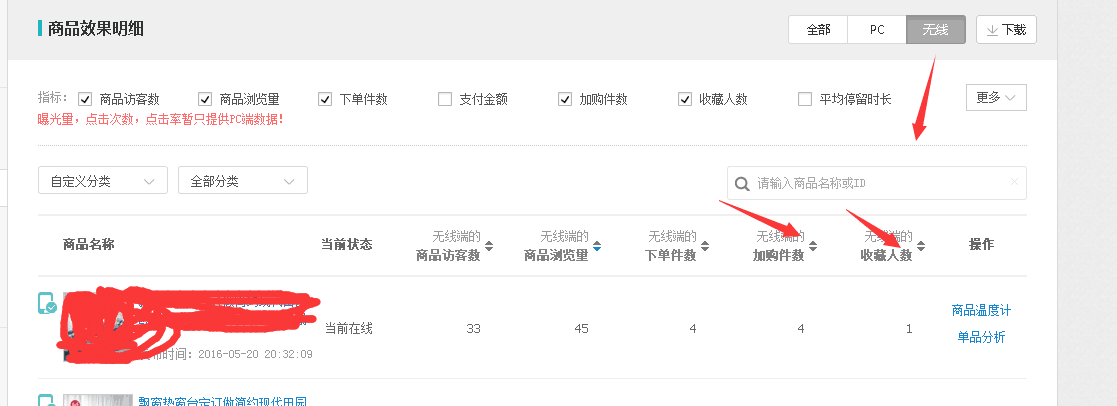 商品效果明细
全部 PC 无线 下载
指标： 商品访客数 商品浏览量 下单件数 支付金额 加购件数 收藏人数 平均停留时长 更多
曝光量，点击次数，点击率暂只提供PC端数据！
自定义分类 全部分类 请输入商品名称或ID
商品名称 当前状态 无线端的 无线端的 无线端的 无线端的 无线端的 操作
商品访客数 商品浏览量 下单件数 加购件数 收藏人数
当前在线 33 45 4 4 1 商品温度计
单品分析
布时间：2016-05-20 20:32:09
飘窗垫窗台定订做简约现代田园